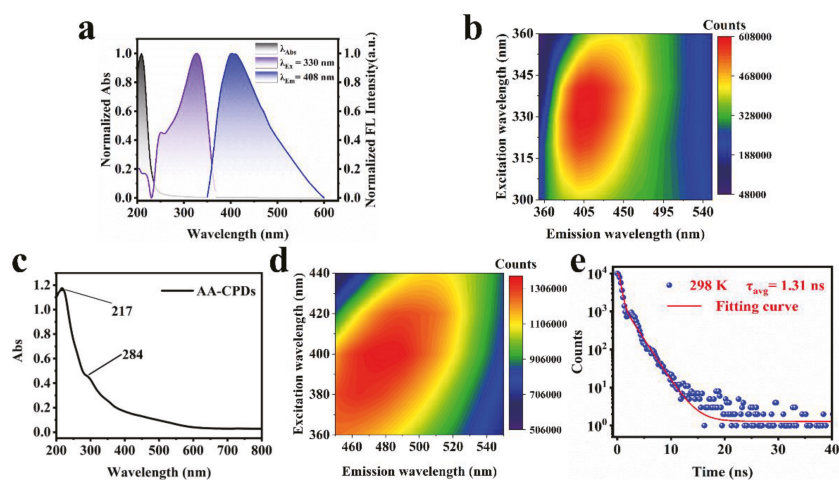 a
λAbs
λEx = 330 nm
λEm = 408 nm
Normalized Abs
1.0
0.8
0.6
0.4
0.2
0.0
1.0
0.8
0.6
0.4
0.2
0.0
Normalized FL Intensity(a.u.)
200 300 400 500 600
Wavelength (nm)
b
Counts
Excitation wavelength (nm)
360
345
330
315
300
360 405 450 495 540
Emission wavelength (nm)
608000
468000
328000
188000
48000
c
AA-CPDs
217
284
Abs
1.2
1.0
0.8
0.6
0.4
0.2
0.0
200 300 400 500 600 700 800
Wavelength (nm)
d
Counts
Excitation wavelength (nm)
440
420
400
380
360
460 480 500 520 540
Emission wavelength (nm)
1306000
1106000
906000
706000
506000
e
298 K τavg= 1.31 ns
Fitting curve
Counts
10⁴
10³
10²
10¹
10⁰
0 10 20 30 40
Time (ns)